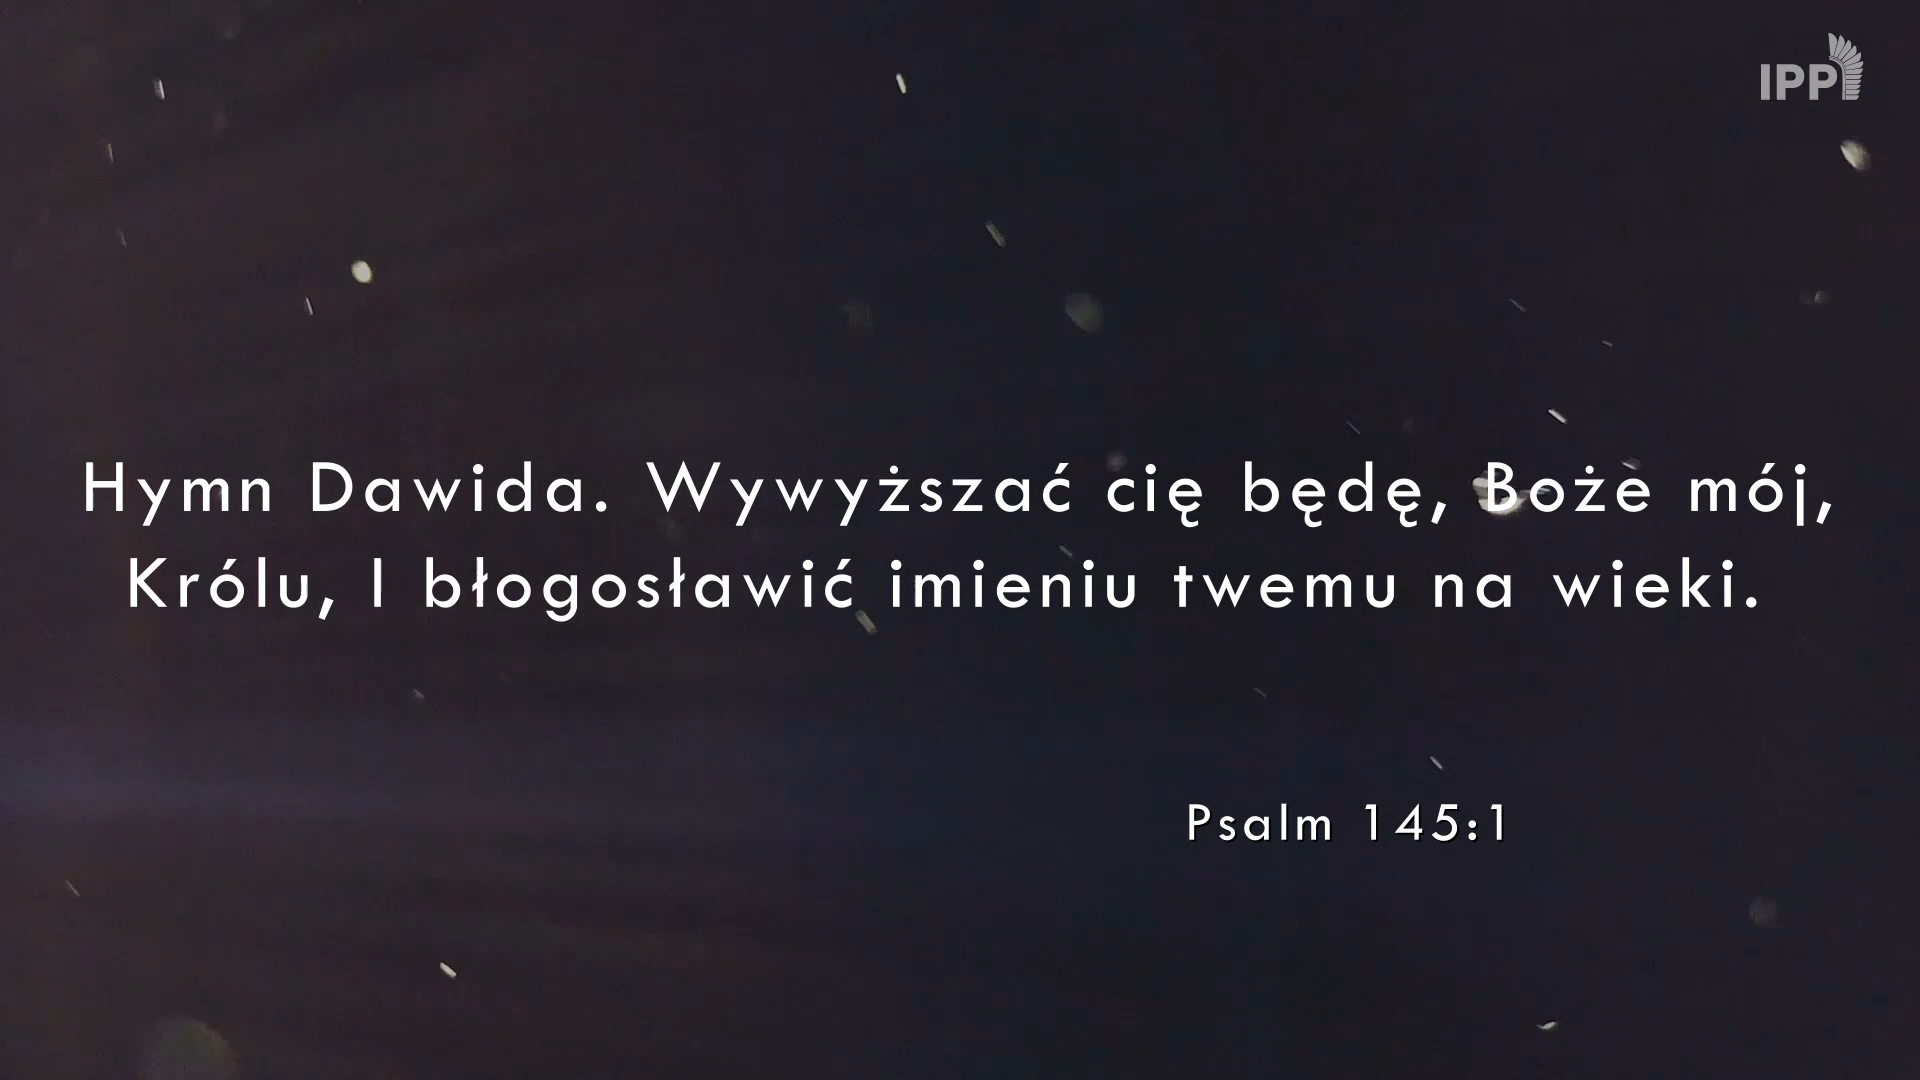 IPP
Hymn Dawida. Wywyższać cię będę, Boże mój,
Królu, I błogosławić imieniu twemu na wieki.
Psalm 145:1